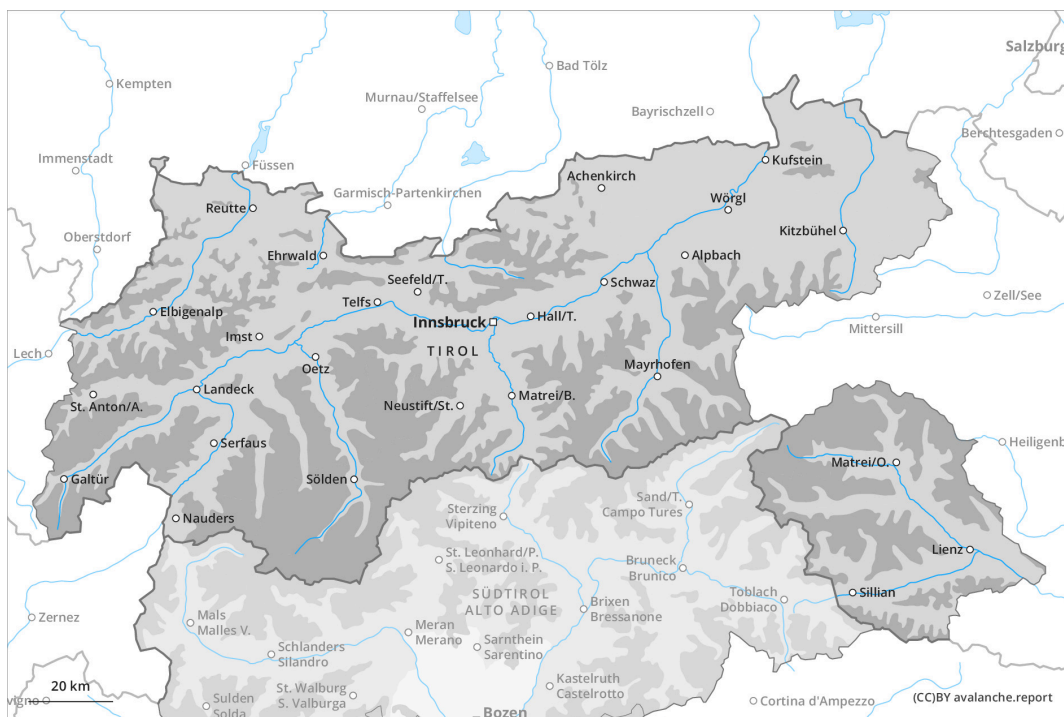 Salzburg
Kempten
Bad Tölz
Murnau/Staffelsee
Bayrischzell
Berchtesgaden
Immenstadt
Füssen
Kufstein
Garmisch-Partenkirchen
Achenkirch
Reutte
Wörgl
Oberstdorf
Kitzbühel
Ehrwald
Alpbach
Seefeld/T.
Schwaz
Zell/See
Telfs
Elbigenalp
Innsbruck
Hall/T.
Mittersill
Imst
TIROL
Lech
Oetz
Mayrhofen
Landeck
St. Anton/A.
Neustift/St.
Matrei/B.
Serfaus
Heiligenb
Matrei/O.
Galtür
Sölden
Sand/T.
Campo Tures
Sterzing
Vipiteno
Nauders
Lienz
St. Leonhard/P.
S. Leonardo i. P.
Bruneck
Brunico
Sillian
SÜDTIROL
ALTO ADIGE
Toblach
Dobbiaco
Brixen
Bressanone
Mals
Malles V.
Zernez
Meran
Merano
Sarnthein
Sarentino
Schlanders
Silandro
Kastelruth
Castelrotto
20 km
St. Walburg
S. Valburga
vigno
Sulden
Solda
Cortina d'Ampezzo
(CC)BY avalanche.report
Bozen